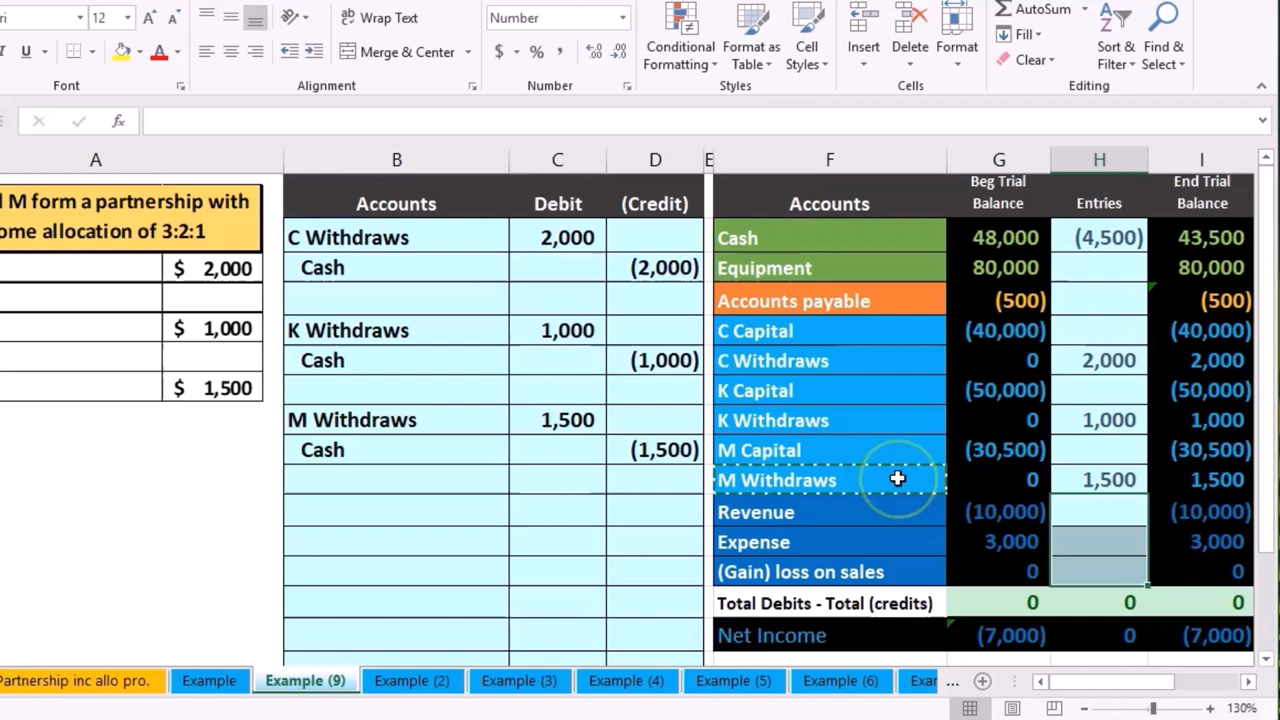 12
A
A
ab
Wrap Text
Number
Conditional
Formatting
Format as
Table
Cell
Styles
Insert
Delete
Format
AutoSum
Fill
Clear
Sort &
Filter
Find &
Select
U
A
Merge & Center
$
%
Font
Alignment
Number
Styles
Cells
Editing
fx
A
B
C
D
E
F
G
H
I
M form a partnership with
ome allocation of 3:2:1
$ 2,000
$ 1,000
$ 1,500
Accounts Debit (Credit)
C Withdraws 2,000
Cash (2,000)
K Withdraws 1,000
Cash (1,000)
M Withdraws 1,500
Cash (1,500)
Accounts Beg Trial Balance Entries End Trial Balance
Cash 48,000 (4,500) 43,500
Equipment 80,000 80,000
Accounts payable (500) (500)
C Capital (40,000) (40,000)
C Withdraws 0 2,000 2,000
K Capital (50,000) (50,000)
K Withdraws 0 1,000 1,000
M Capital (30,500) (30,500)
M Withdraws 0 1,500 1,500
Revenue (10,000) (10,000)
Expense 3,000 3,000
(Gain) loss on sales 0 0
Total Debits - Total (credits) 0 0 0
Net Income (7,000) 0 (7,000)
Partnership inc allo pro. Example Example (9) Example (2) Example (3) Example (4) Example (5) Example (6) Exar ...
130%